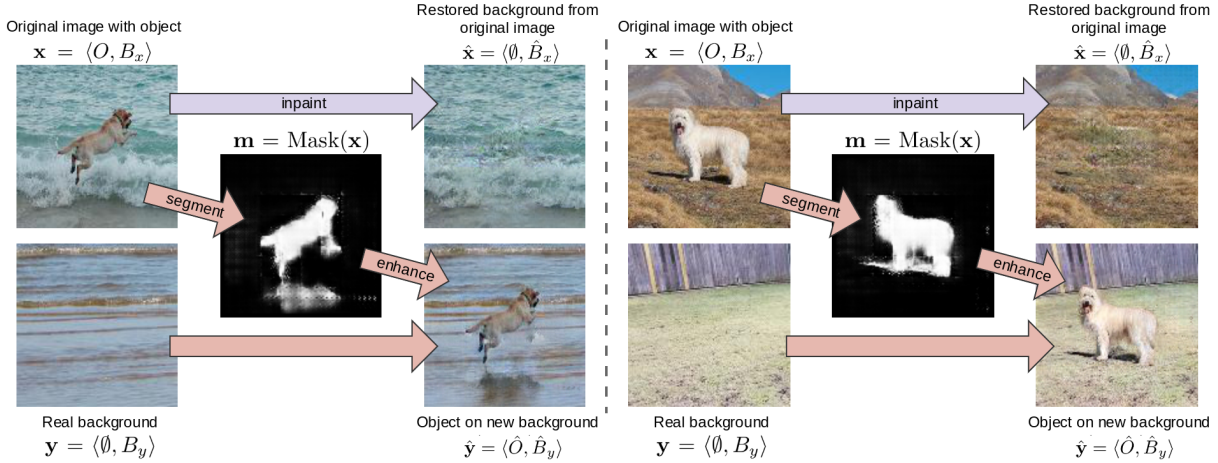 Original image with object
x = ⟨O, B_x⟩
Restored background from
original image
x̂ = ⟨∅, B̂_x⟩
inpaint
m = Mask(x)
segment
enhance
Real background
y = ⟨∅, B_y⟩
Object on new background
ŷ = ⟨Ô, B̂_y⟩
Original image with object
x = ⟨O, B_x⟩
Restored background from
original image
x̂ = ⟨∅, B̂_x⟩
inpaint
m = Mask(x)
segment
enhance
Real background
y = ⟨∅, B_y⟩
Object on new background
ŷ = ⟨Ô, B̂_y⟩